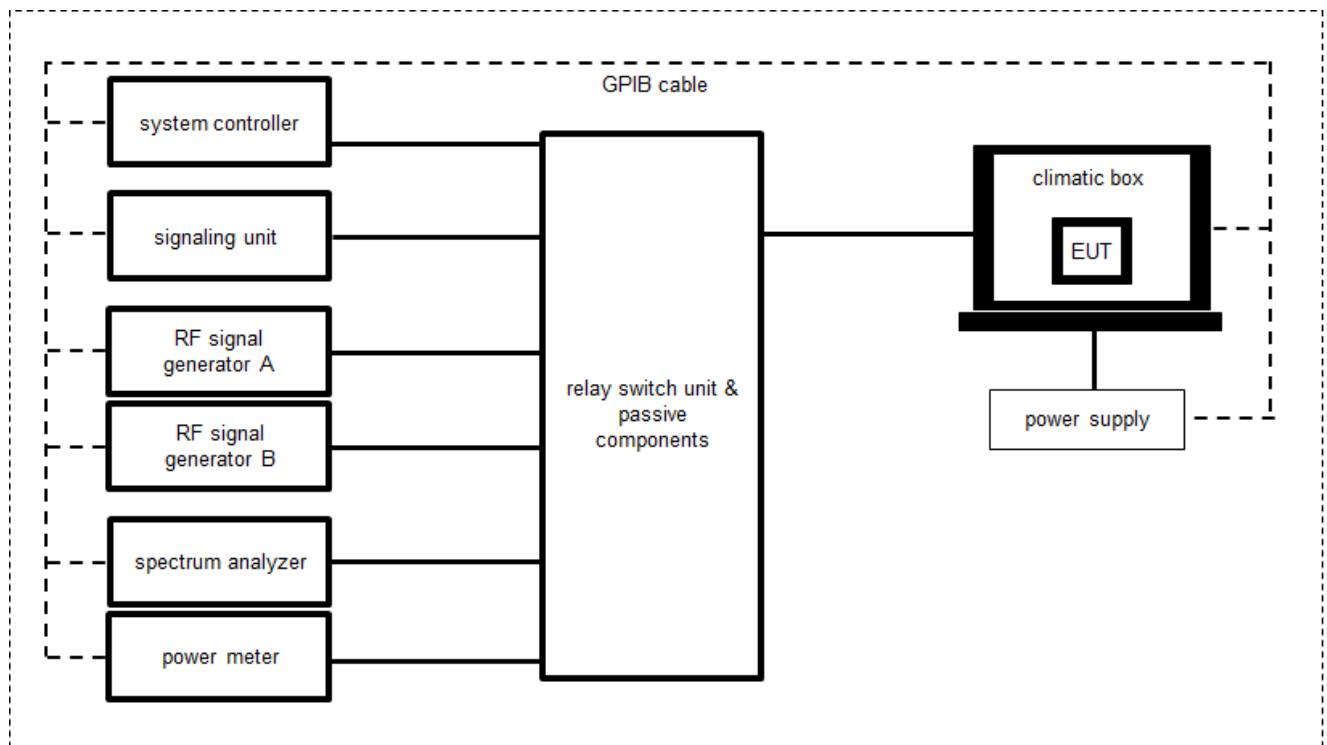 GPIB cable
system controller
signaling unit
RF signal
generator A
RF signal
generator B
spectrum analyzer
power meter
relay switch unit &
passive
components
climatic box
EUT
power supply